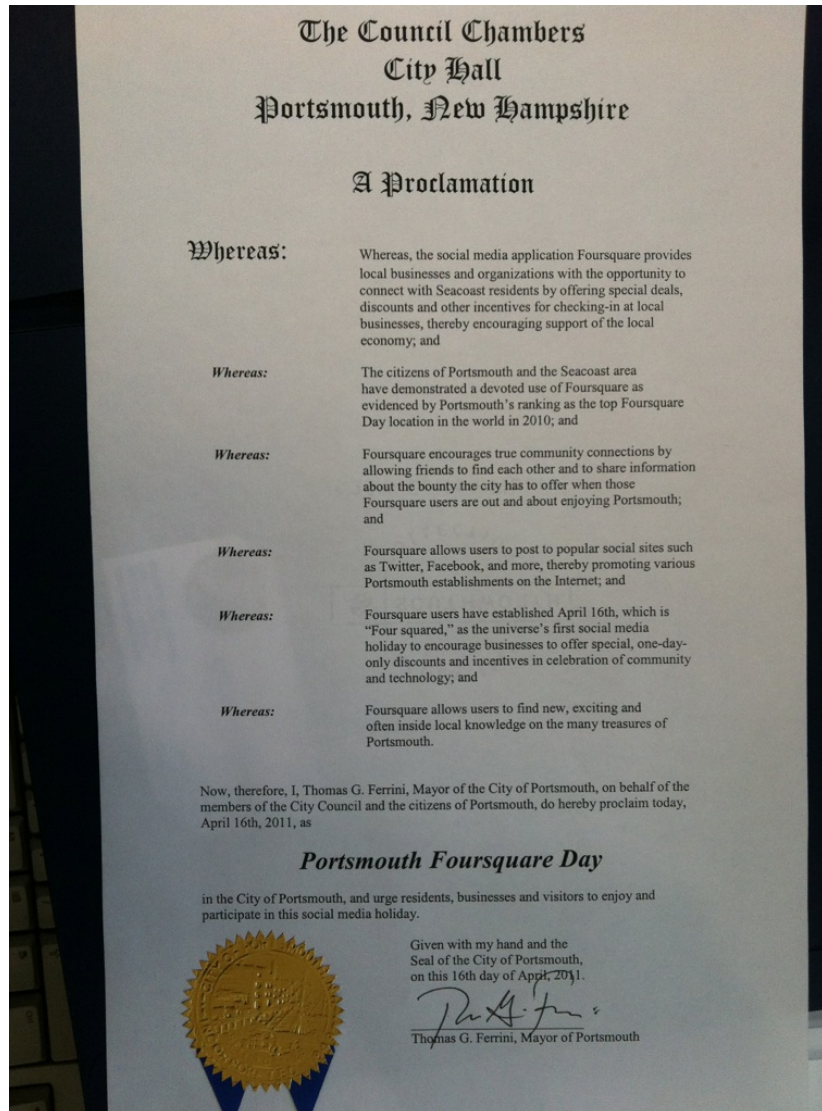 The Council Chambers
City Hall
Portsmouth, New Hampshire
A Proclamation
Whereas:
Whereas, the social media application Foursquare provides
local businesses and organizations with the opportunity to
connect with Seacoast residents by offering special deals,
discounts and other incentives for checking-in at local
businesses, thereby encouraging support of the local
economy; and
Whereas:
The citizens of Portsmouth and the Seacoast area
have demonstrated a devoted use of Foursquare as
evidenced by Portsmouth's ranking as the top Foursquare
Day location in the world in 2010; and
Whereas:
Foursquare encourages true community connections by
allowing friends to find each other and to share information
about the bounty the city has to offer when those
Foursquare users are out and about enjoying Portsmouth;
and
Whereas:
Foursquare allows users to post to popular social sites such
as Twitter, Facebook, and more, thereby promoting various
Portsmouth establishments on the Internet; and
Whereas:
Foursquare users have established April 16th, which is
“Four squared,” as the universe's first social media
holiday to encourage businesses to offer special, one-day-
only discounts and incentives in celebration of community
and technology; and
Whereas:
Foursquare allows users to find new, exciting and
often inside local knowledge on the many treasures of
Portsmouth.
Now, therefore, I, Thomas G. Ferrini, Mayor of the City of Portsmouth, on behalf of the
members of the City Council and the citizens of Portsmouth, do hereby proclaim today,
April 16th, 2011, as
Portsmouth Foursquare Day
in the City of Portsmouth, and urge residents, businesses and visitors to enjoy and
participate in this social media holiday.
Given with my hand and the
Seal of the City of Portsmouth,
on this 16th day of April, 2011.
Thomas G. Ferrini, Mayor of Portsmouth